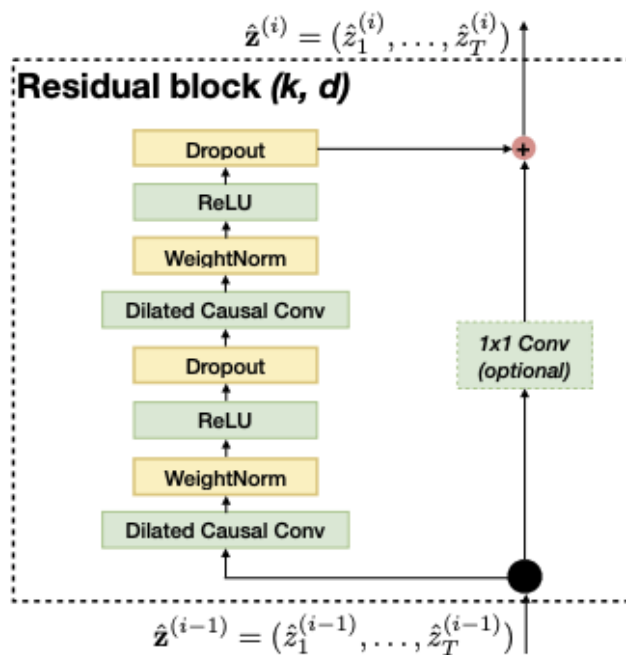 ẑ^(i) = (ẑ_1^(i), . . . , ẑ_T^(i))
Residual block (k, d)
Dropout
+
ReLU
WeightNorm
Dilated Causal Conv
1x1 Conv
(optional)
Dropout
ReLU
WeightNorm
Dilated Causal Conv
ẑ^(i−1) = (ẑ_1^(i−1), . . . , ẑ_T^(i−1))